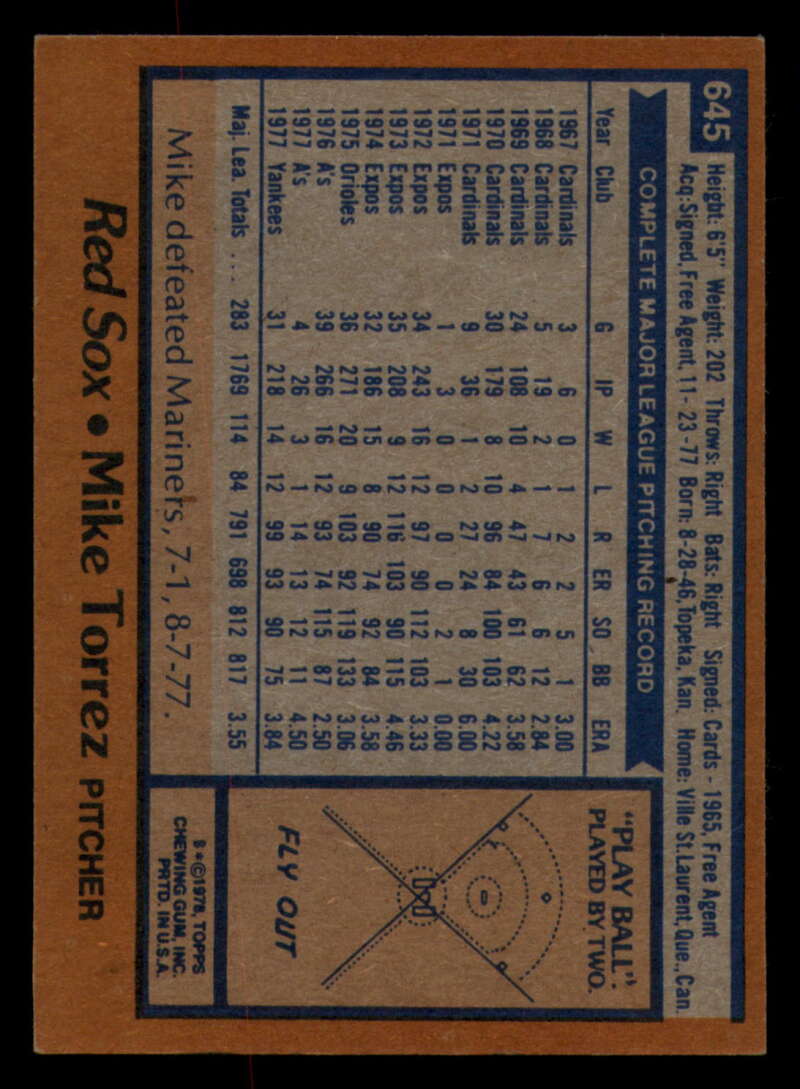 645
Height: 6'5" Weight: 202 Throws: Right Bats: Right Signed: Cards - 1965, Free Agent
Acq: Signed, Free Agent, 11-23-77 Born: 8-28-46, Topeka, Kan. Home: Ville St. Laurent, Que., Can.
COMPLETE MAJOR LEAGUE PITCHING RECORD
Year Club G IP W L R ER SO BB ERA
1967 Cardinals 3 6 0 1 2 2 5 1 3.00
1968 Cardinals 5 19 2 1 7 6 6 12 2.84
1969 Cardinals 24 108 10 4 47 43 61 62 3.58
1970 Cardinals 30 179 8 10 96 84 100 103 4.22
1971 Cardinals 9 36 1 2 27 24 8 30 6.00
1971 Expos 1 3 0 0 0 0 2 1 0.00
1972 Expos 34 243 16 12 97 90 112 103 3.33
1973 Expos 35 208 9 12 116 103 90 115 4.46
1974 Expos 32 186 15 8 90 74 92 84 3.58
1975 Orioles 36 271 20 9 103 92 119 133 3.06
1976 A's 39 266 16 12 93 74 115 87 2.50
1977 A's 4 26 3 1 14 13 12 11 4.50
1977 Yankees 31 218 14 12 99 93 90 75 3.84
Maj. Lea. Totals ... 283 1769 114 84 791 698 812 817 3.55
Mike defeated Mariners, 7-1, 8-7-77.
"PLAY BALL".
PLAYED BY TWO.
FLY OUT
B*©1978, TOPPS
CHEWING GUM, INC.
PRTD. IN U.S.A.
Red Sox • Mike Torrez PITCHER